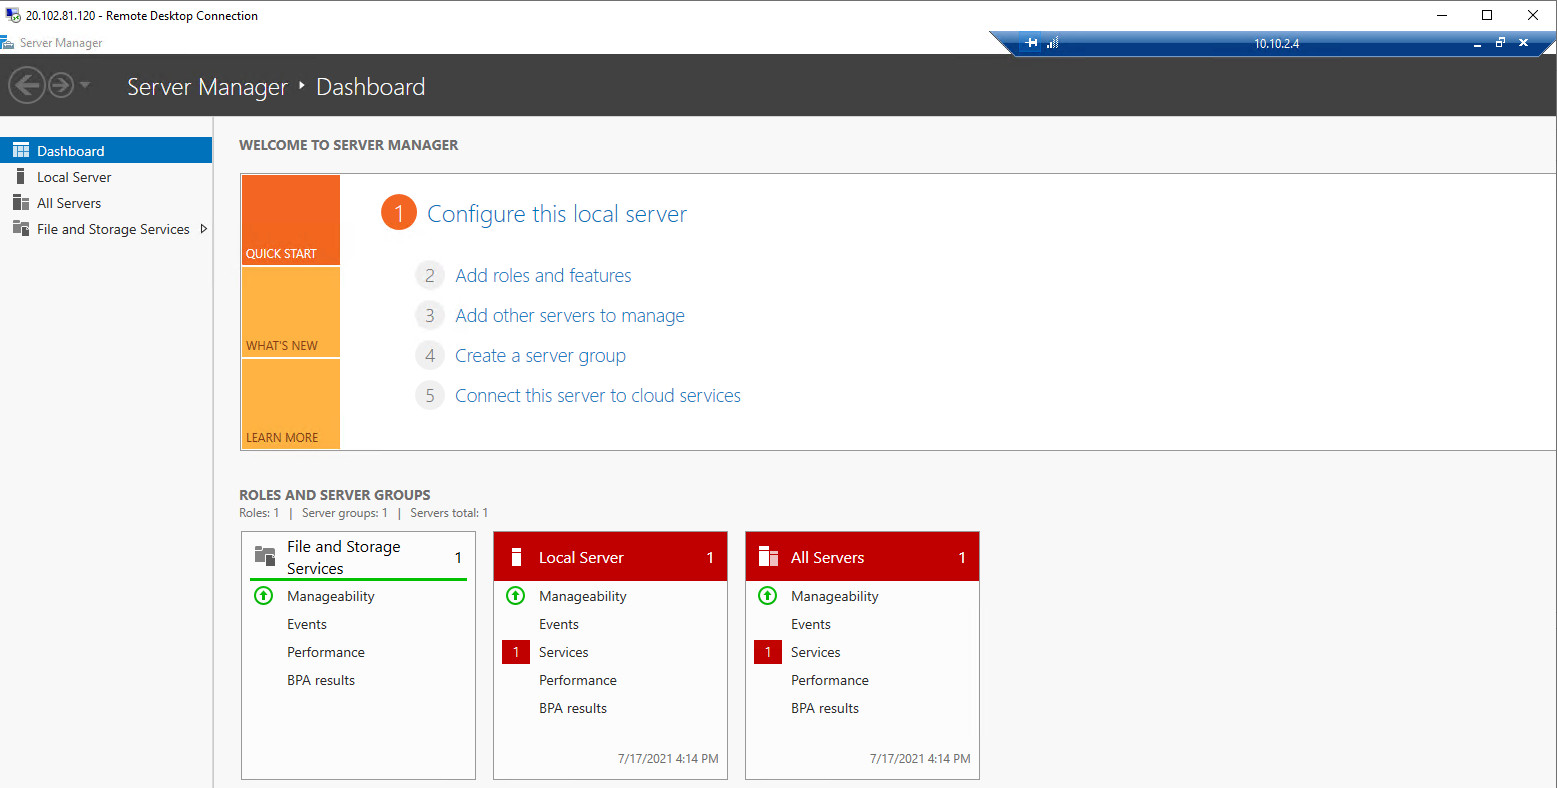 20.102.81.120 - Remote Desktop Connection
Server Manager
10.10.2.4
Server Manager ‣ Dashboard
Dashboard
Local Server
All Servers
File and Storage Services
WELCOME TO SERVER MANAGER
QUICK START
WHAT'S NEW
LEARN MORE
1 Configure this local server
2 Add roles and features
3 Add other servers to manage
4 Create a server group
5 Connect this server to cloud services
ROLES AND SERVER GROUPS
Roles: 1 | Server groups: 1 | Servers total: 1
File and Storage
Services
1
Manageability
Events
Performance
BPA results
Local Server 1
Manageability
Events
1 Services
Performance
BPA results
7/17/2021 4:14 PM
All Servers 1
Manageability
Events
1 Services
Performance
BPA results
7/17/2021 4:14 PM